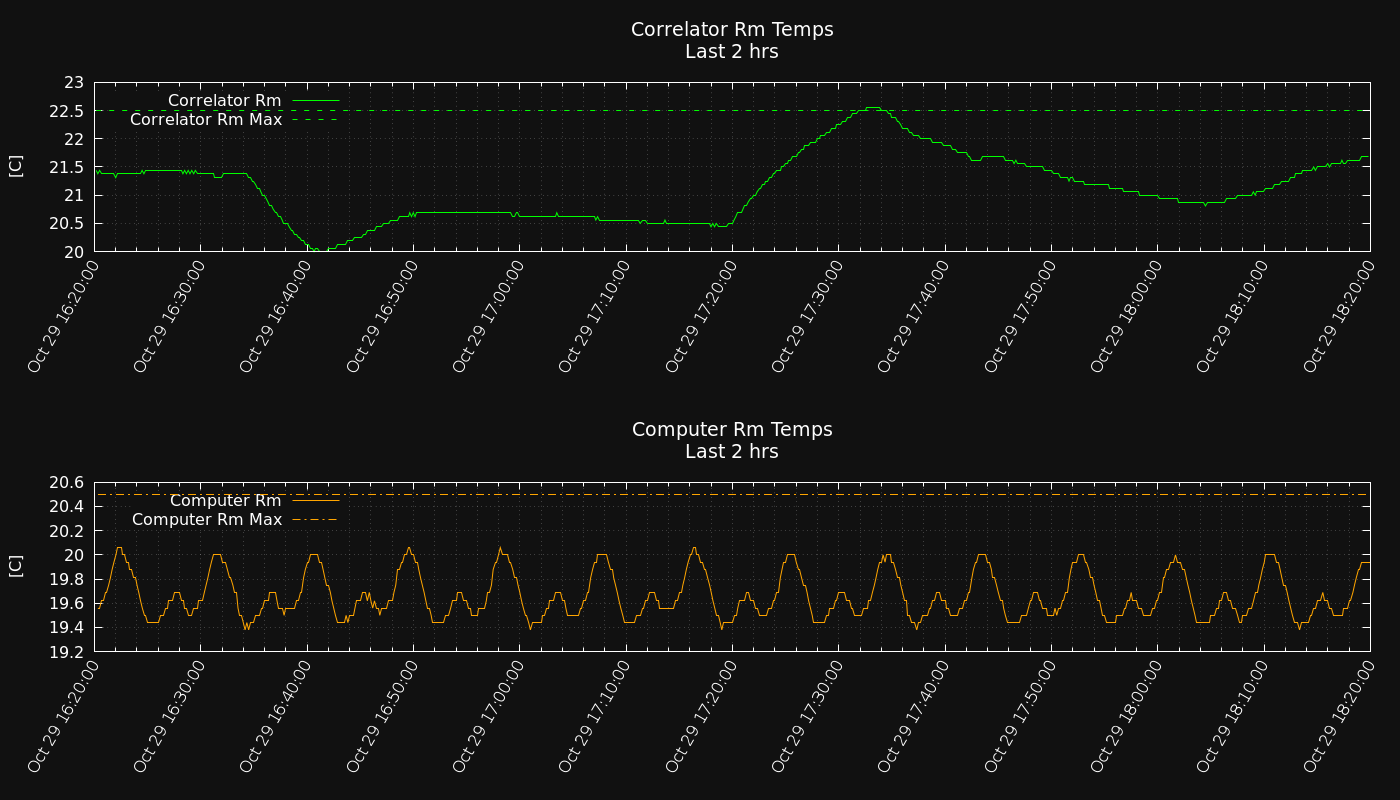 Correlator Rm Temps
Last 2 hrs
23
22.5
22
21.5
21
20.5
20
[C]
Correlator Rm
Correlator Rm Max
Oct 29 16:20:00
Oct 29 16:30:00
Oct 29 16:40:00
Oct 29 16:50:00
Oct 29 17:00:00
Oct 29 17:10:00
Oct 29 17:20:00
Oct 29 17:30:00
Oct 29 17:40:00
Oct 29 17:50:00
Oct 29 18:00:00
Oct 29 18:10:00
Oct 29 18:20:00
Computer Rm Temps
Last 2 hrs
20.6
20.4
20.2
20
19.8
19.6
19.4
19.2
[C]
Computer Rm
Computer Rm Max
Oct 29 16:20:00
Oct 29 16:30:00
Oct 29 16:40:00
Oct 29 16:50:00
Oct 29 17:00:00
Oct 29 17:10:00
Oct 29 17:20:00
Oct 29 17:30:00
Oct 29 17:40:00
Oct 29 17:50:00
Oct 29 18:00:00
Oct 29 18:10:00
Oct 29 18:20:00